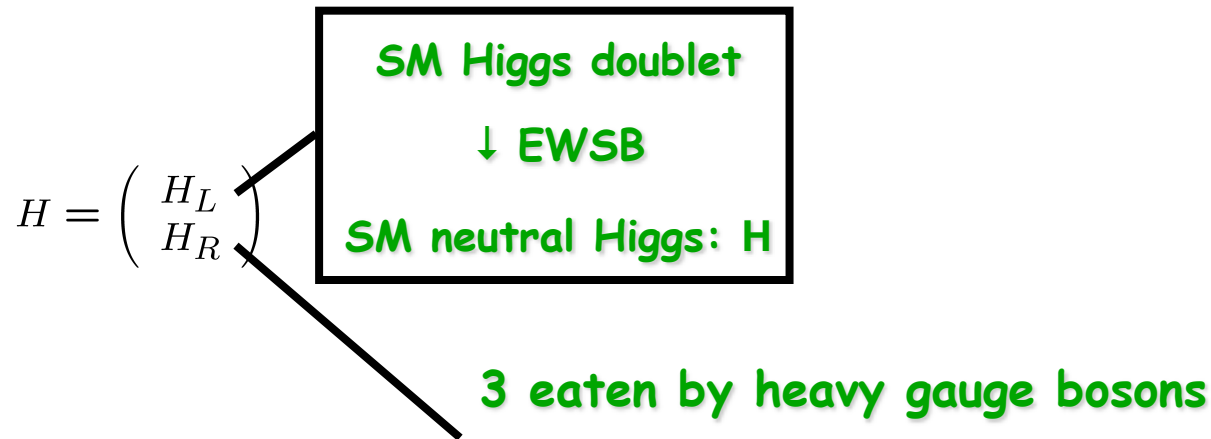 SM Higgs doublet
↓ EWSB
SM neutral Higgs: H
H = ( H_L
H_R )
3 eaten by heavy gauge bosons